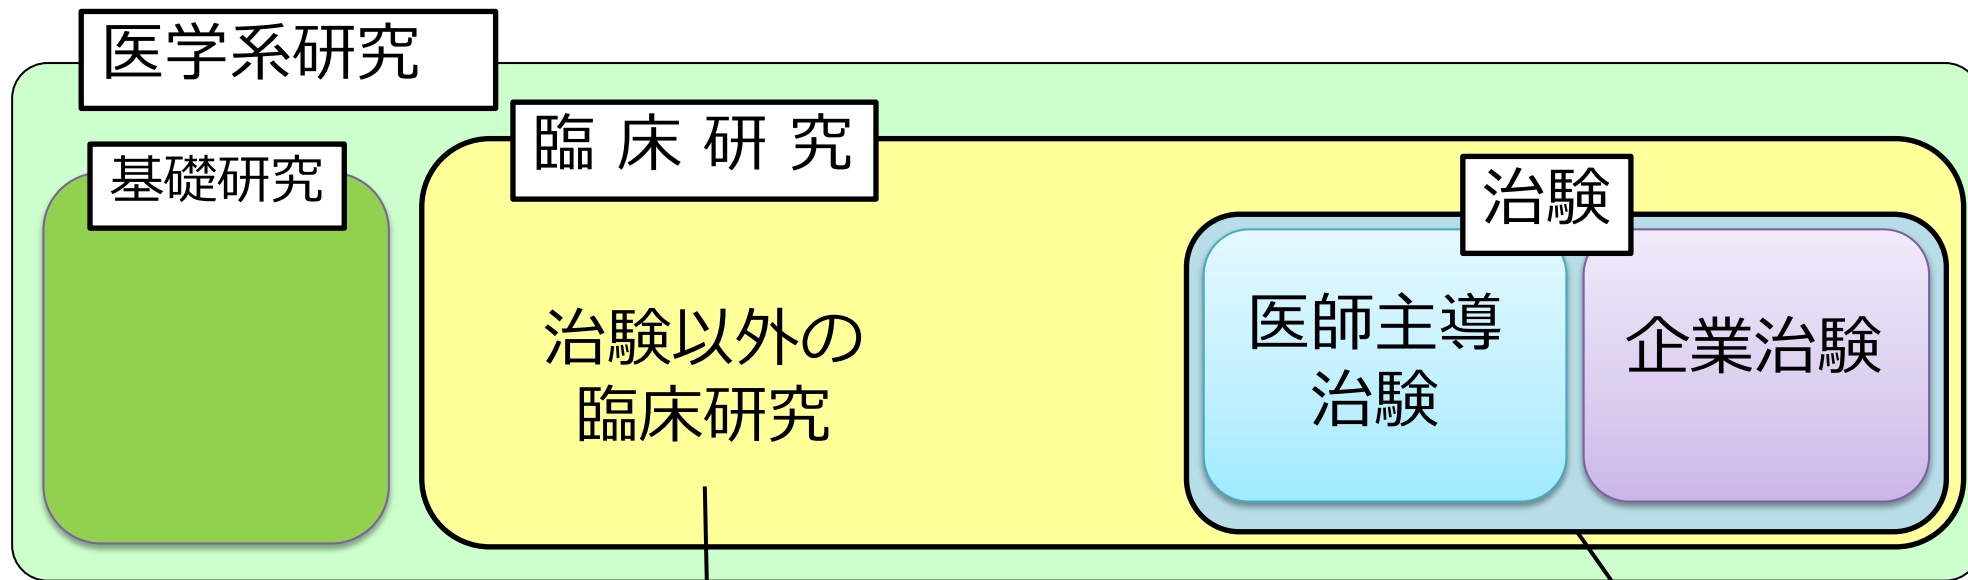 医学系研究
臨 床 研 究
基礎研究
治験
治験以外の
臨床研究
医師主導
治験
企業治験